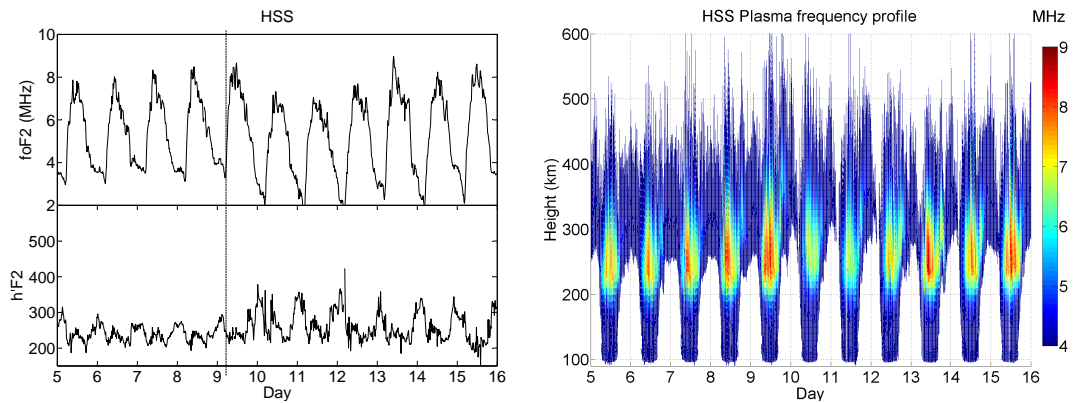 HSS
10
8
6
4
2
foF2 (MHz)
500
400
300
200
h'F2
5 6 7 8 9 10 11 12 13 14 15 16
Day
HSS Plasma frequency profile
MHz
600
500
400
300
200
100
Height (km)
5 6 7 8 9 10 11 12 13 14 15 16
Day
9
8
7
6
5
4